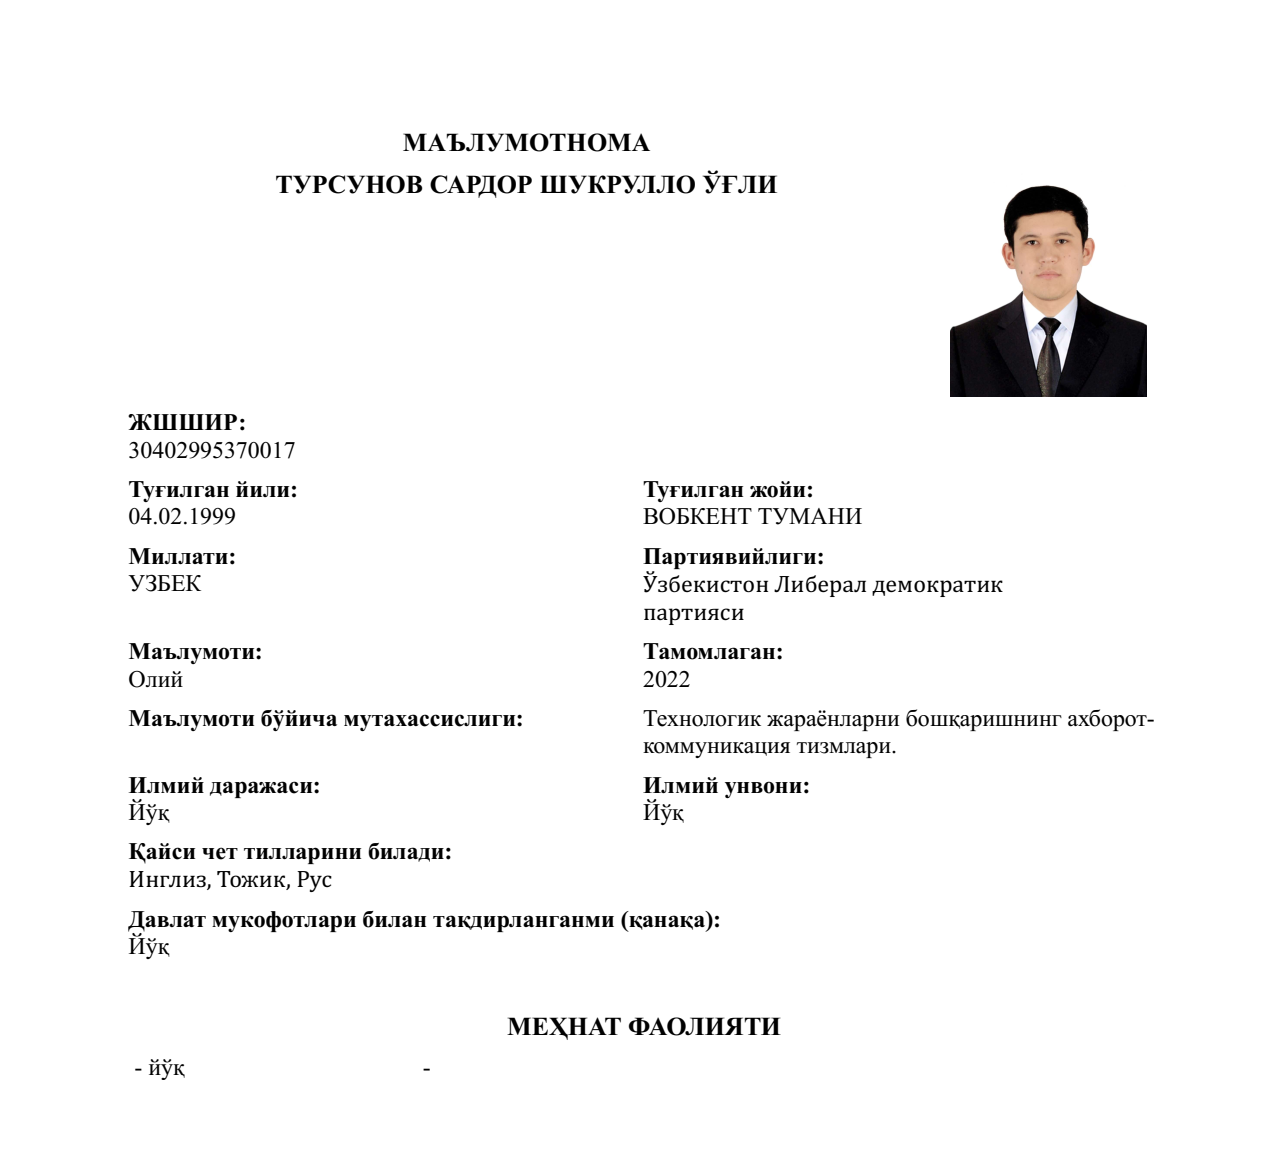 МАЪЛУМОТНОМА
ТУРСУНОВ САРДОР ШУКРУЛЛО ЎҒЛИ
ЖШШИР:
30402995370017
Туғилган йили:
04.02.1999
Туғилган жойи:
ВОБКЕНТ ТУМАНИ
Миллати:
УЗБЕК
Партиявийлиги:
Ўзбекистон Либерал демократик
партияси
Маълумоти:
Олий
Тамомлаган:
2022
Маълумоти бўйича мутахассислиги:
Технологик жараёнларни бошқаришнинг ахборот-
коммуникация тизмлари.
Илмий даражаси:
Йўқ
Илмий унвони:
Йўқ
Қайси чет тилларини билади:
Инглиз, Тожик, Рус
Давлат мукофотлари билан тақдирланганми (қанақа):
Йўқ
МЕҲНАТ ФАОЛИЯТИ
- йўқ -